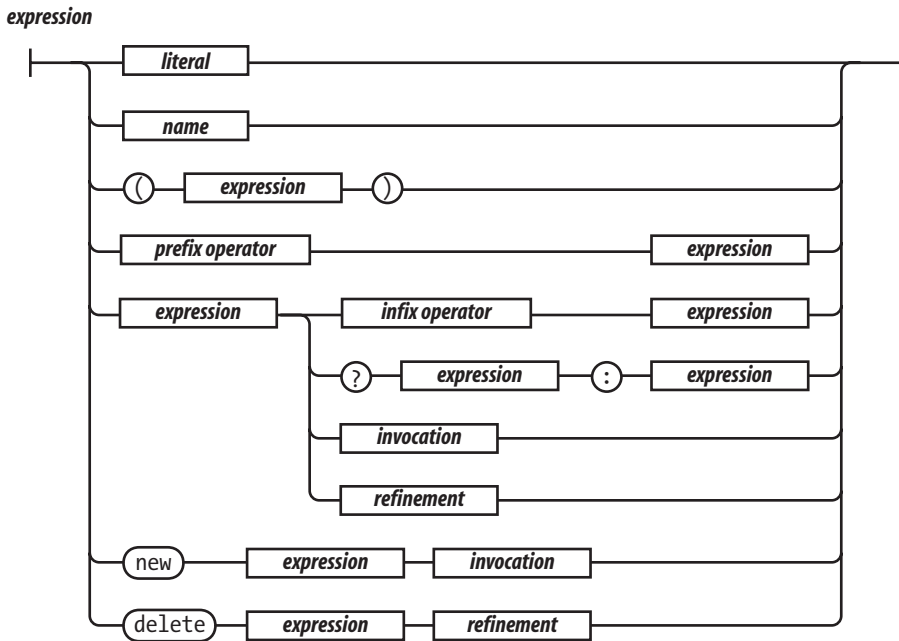 expression
literal
name
( expression )
prefix operator expression
expression infix operator expression
? expression : expression
invocation
refinement
new expression invocation
delete expression refinement